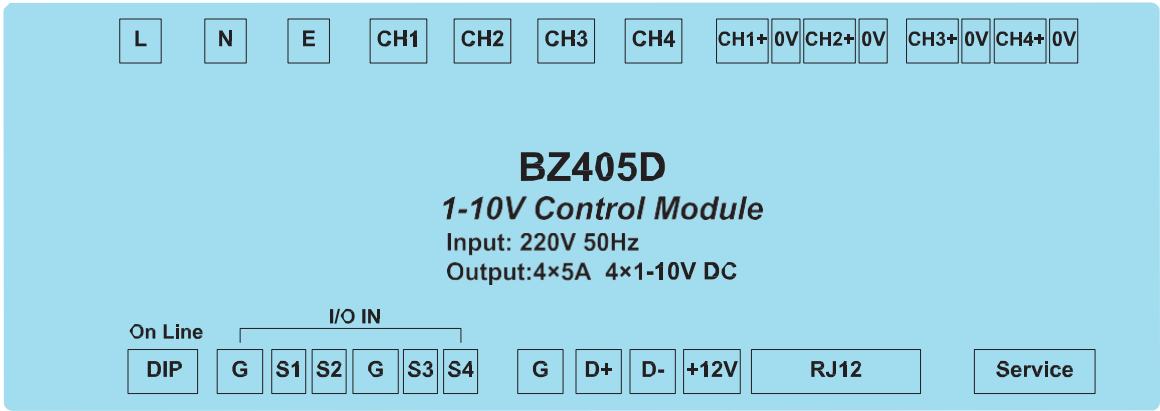 L N E CH1 CH2 CH3 CH4 CH1+ 0V CH2+ 0V CH3+ 0V CH4+ 0V
BZ405D
1-10V Control Module
Input: 220V 50Hz
Output:4×5A 4×1-10V DC
I/O IN
On Line
DIP G S1 S2 G S3 S4 G D+ D- +12V RJ12 Service